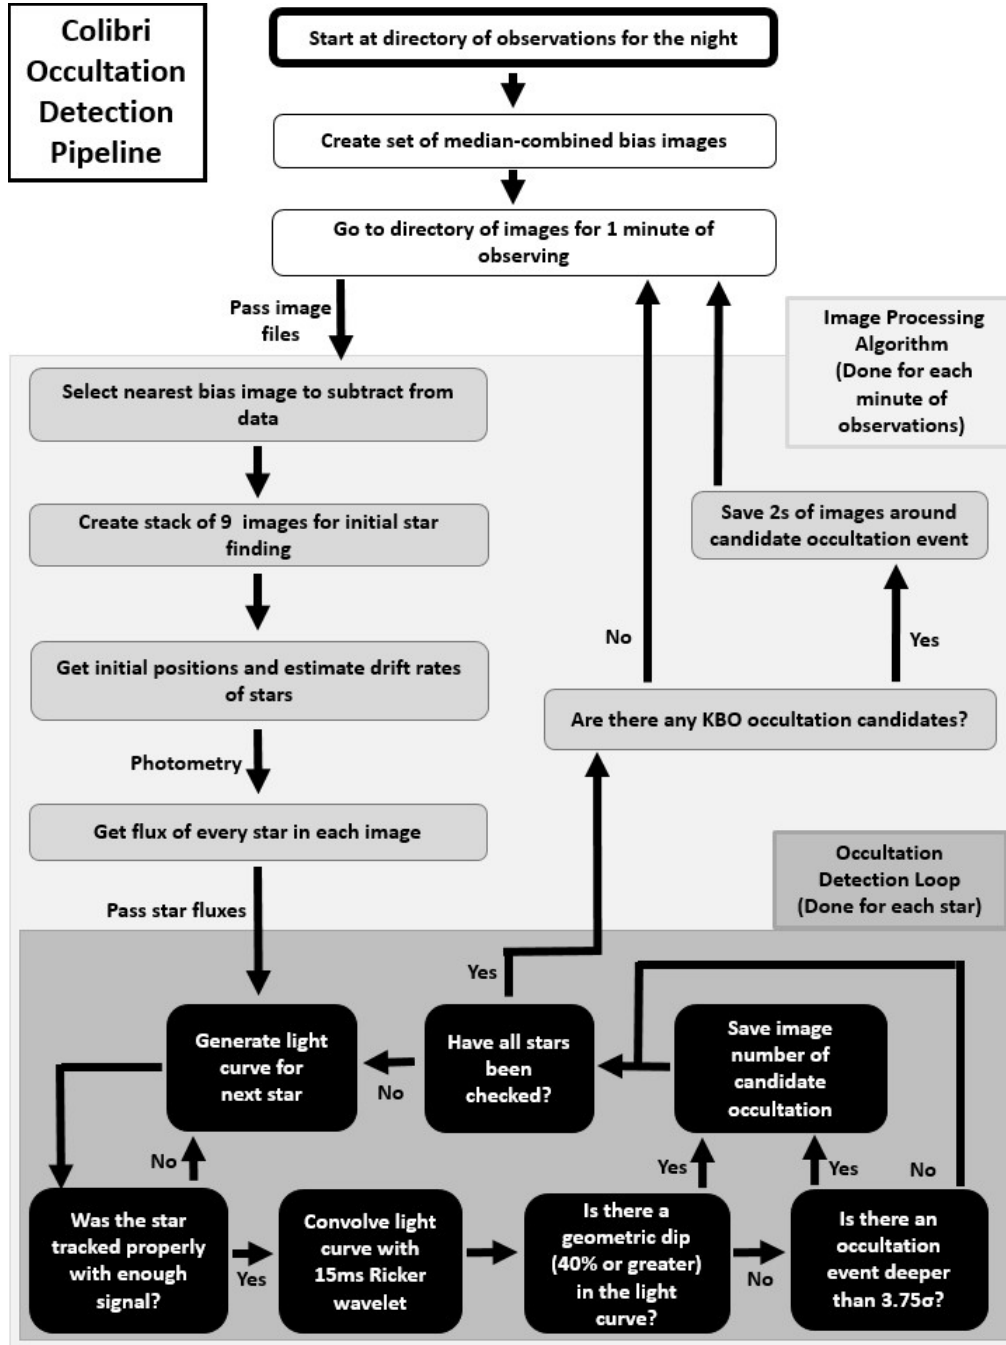 Colibri
Occultation
Detection
Pipeline
Start at directory of observations for the night
Create set of median-combined bias images
Go to directory of images for 1 minute of
observing
Pass image
files
Image Processing
Algorithm
(Done for each
minute of
observations)
Select nearest bias image to subtract from
data
Create stack of 9 images for initial star
finding
Save 2s of images around
candidate occultation event
No
Yes
Get initial positions and estimate drift rates
of stars
Are there any KBO occultation candidates?
Photometry
Get flux of every star in each image
Occultation
Detection Loop
(Done for each star)
Pass star fluxes
Yes
Generate light
curve for
next star
No
Have all stars
been
checked?
Save image
number of
candidate
occultation
No
Yes
Yes
No
Was the star
tracked properly
with enough
signal?
Yes
Convolve light
curve with
15ms Ricker
wavelet
Is there a
geometric dip
(40% or greater)
in the light
curve?
No
Is there an
occultation
event deeper
than 3.75σ?